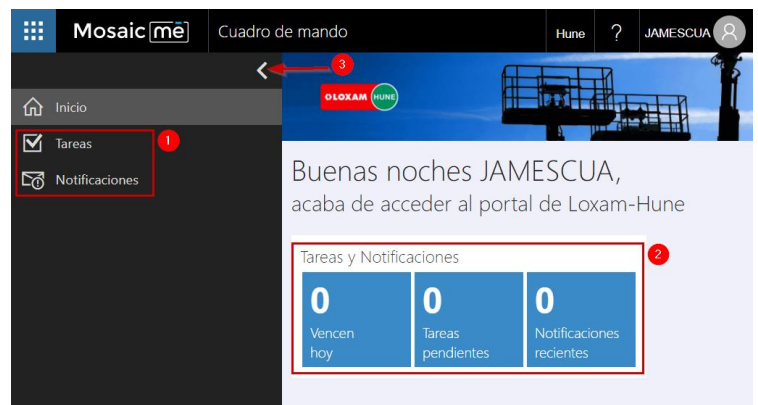 Mosaic me Cuadro de mando Hune ? JAMESCUA
3
LOXAM HUNE
Inicio
Tareas 1
Notificaciones
Buenas noches JAMESCUA,
acaba de acceder al portal de Loxam-Hune
Tareas y Notificaciones 2
0 0 0
Vencen Tareas Notificaciones
hoy pendientes recientes